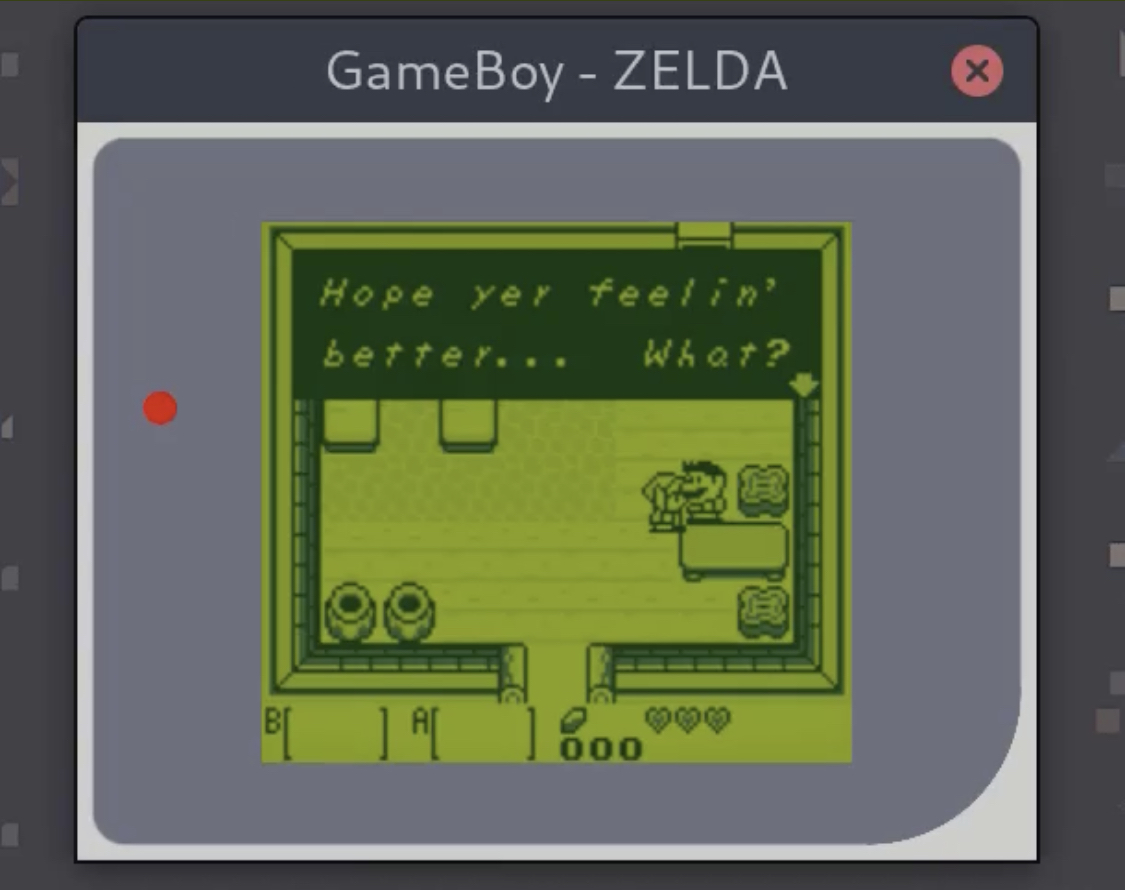 GameBoy - ZELDA
Hope yer feelin'
better... What?
B[ ] A[ ]
000